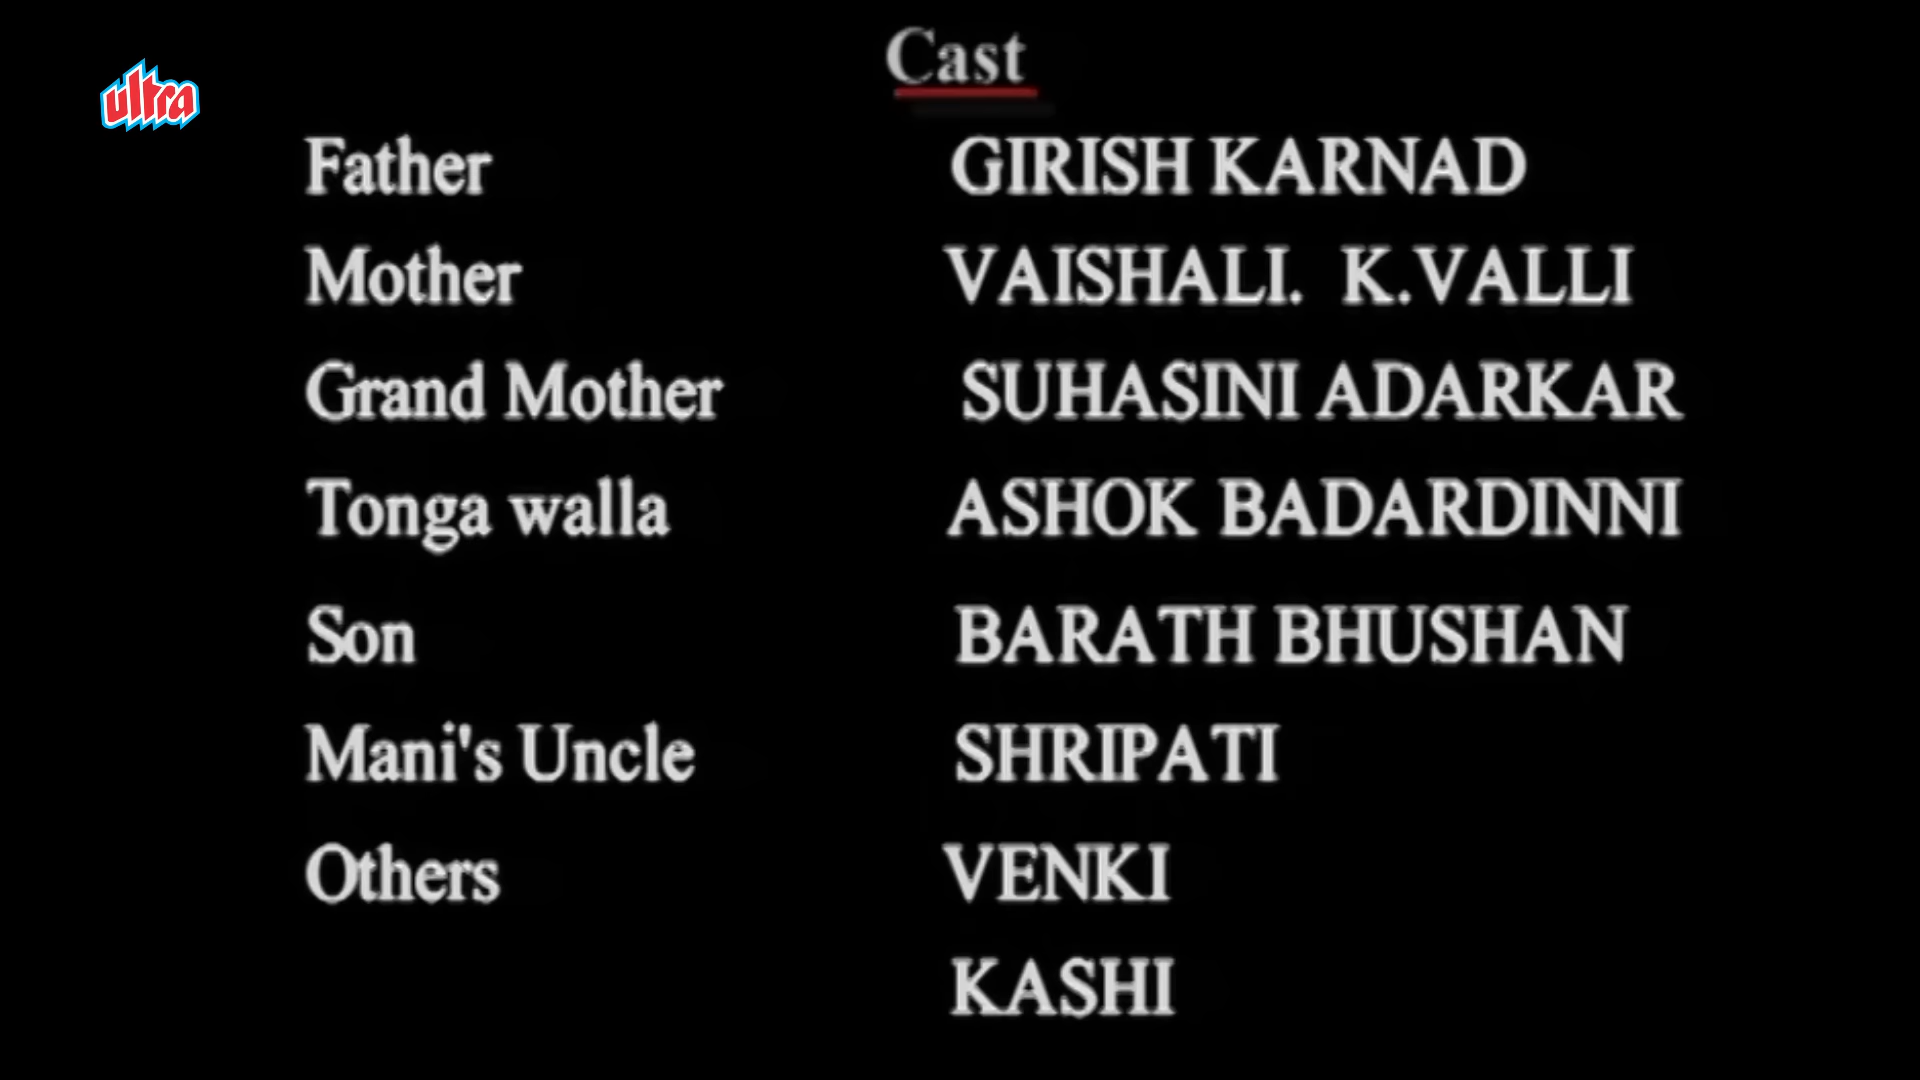 Cast
ultra
Father GIRISH KARNAD
Mother VAISHALI. K.VALLI
Grand Mother SUHASINI ADARKAR
Tonga walla ASHOK BADARDINNI
Son BARATH BHUSHAN
Mani's Uncle SHRIPATI
Others VENKI
KASHI